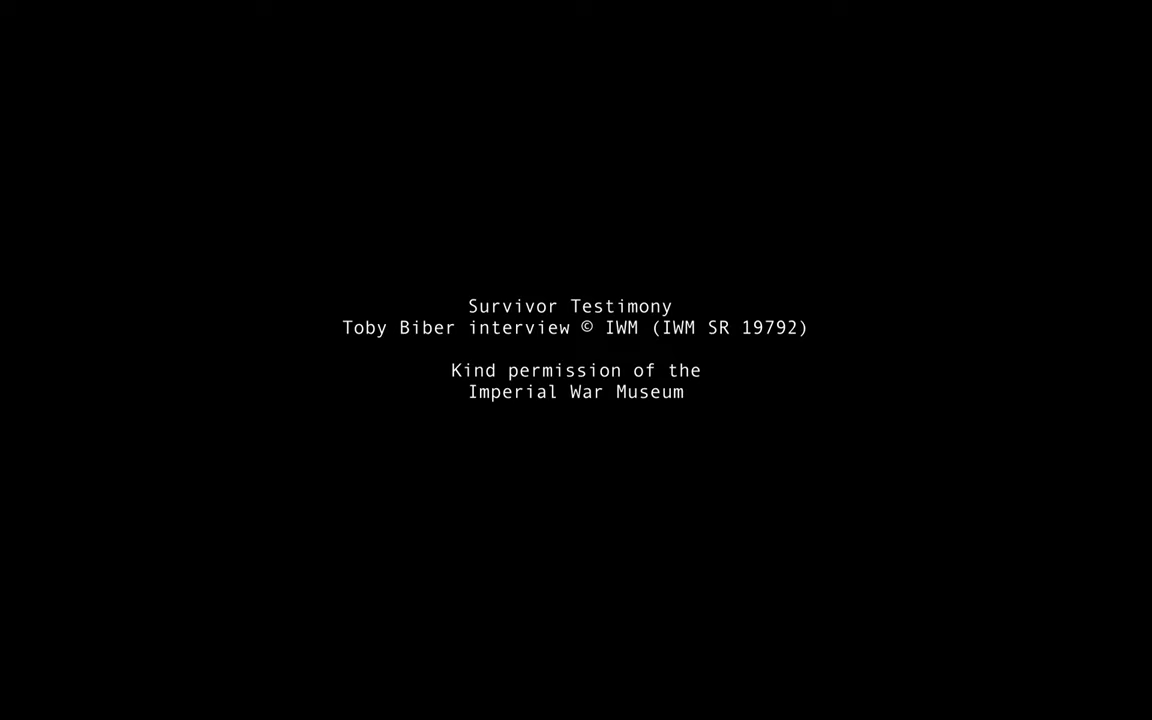 Survivor Testimony
Toby Biber interview © IWM (IWM SR 19792)
Kind permission of the
Imperial War Museum